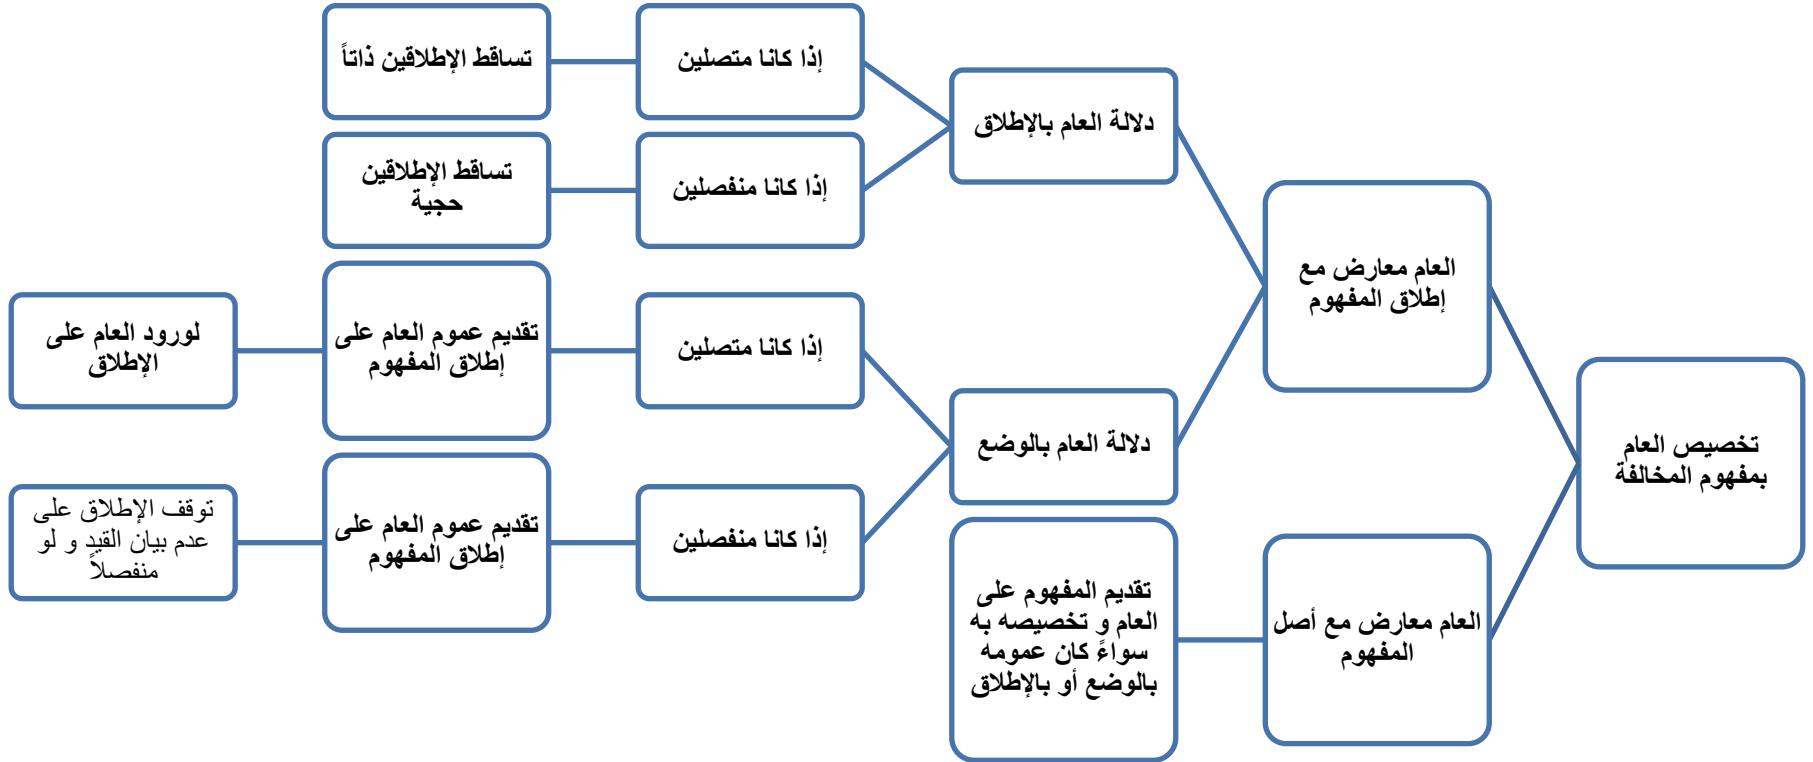 تخصيص العام
بمفهوم المخالفة
العام معارض مع
إطلاق المفهوم
دلالة العام بالإطلاق
إذا كانا متصلين
تساقط الإطلاقين ذاتاً
إذا كانا منفصلين
تساقط الإطلاقين
حجية
دلالة العام بالوضع
إذا كانا متصلين
تقديم عموم العام على
إطلاق المفهوم
لورود العام على
الإطلاق
إذا كانا منفصلين
تقديم عموم العام على
إطلاق المفهوم
توقف الإطلاق على
عدم بيان القيد و لو
منفصلاً
العام معارض مع أصل
المفهوم
تقديم المفهوم على
العام و تخصيصه به
سواءً كان عمومه
بالوضع أو بالإطلاق